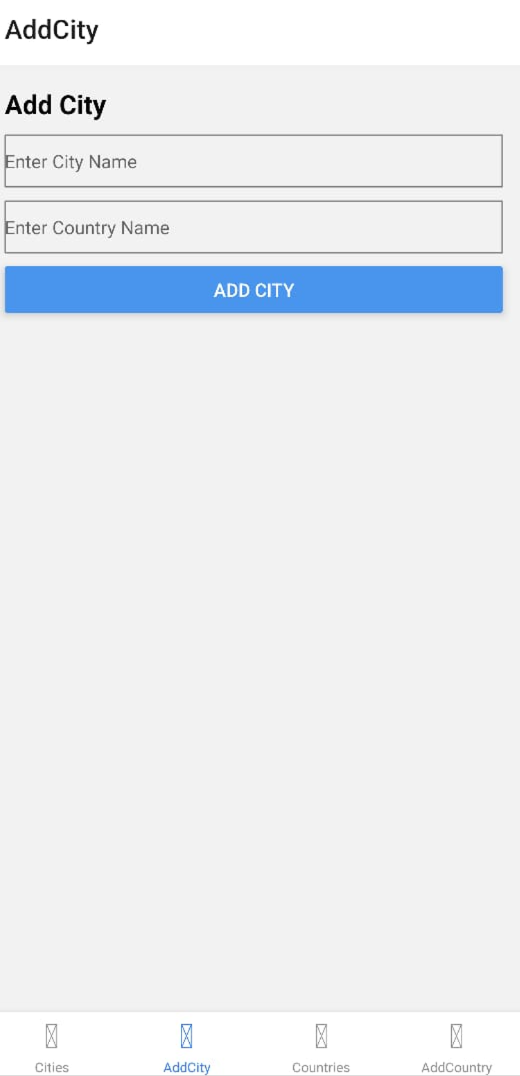 AddCity
Add City
Enter City Name
Enter Country Name
ADD CITY
Cities
AddCity
Countries
AddCountry